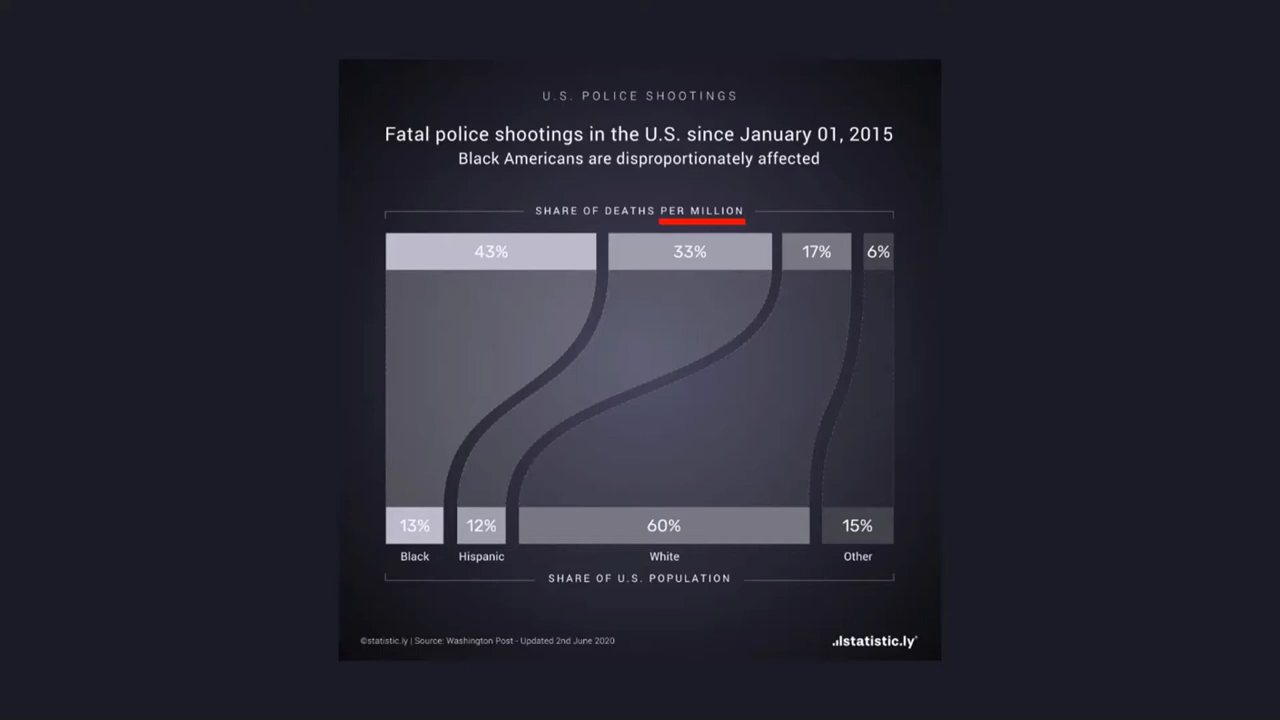 U.S. POLICE SHOOTINGS
Fatal police shootings in the U.S. since January 01, 2015
Black Americans are disproportionately affected
SHARE OF DEATHS PER MILLION
43% 33% 17% 6%
13% 12% 60% 15%
Black Hispanic White Other
SHARE OF U.S. POPULATION
©statistic.ly | Source: Washington Post - Updated 2nd June 2020
statistic.ly